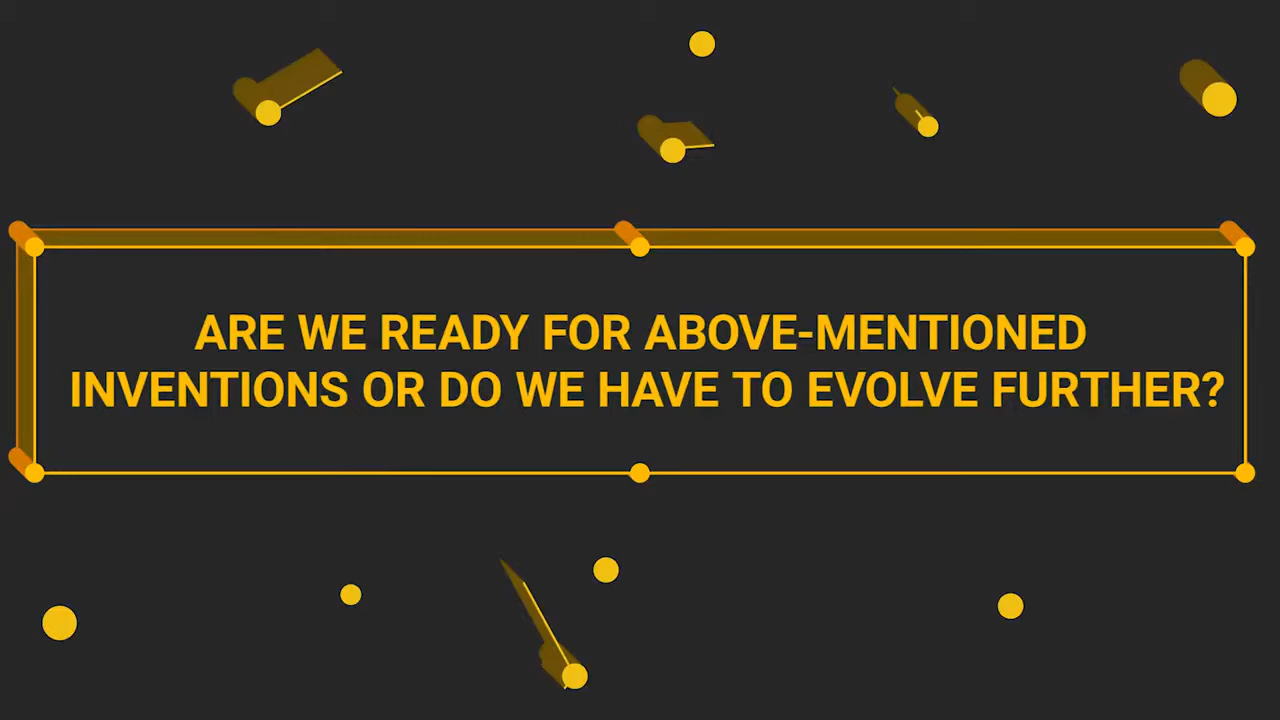 ARE WE READY FOR ABOVE-MENTIONED
INVENTIONS OR DO WE HAVE TO EVOLVE FURTHER?